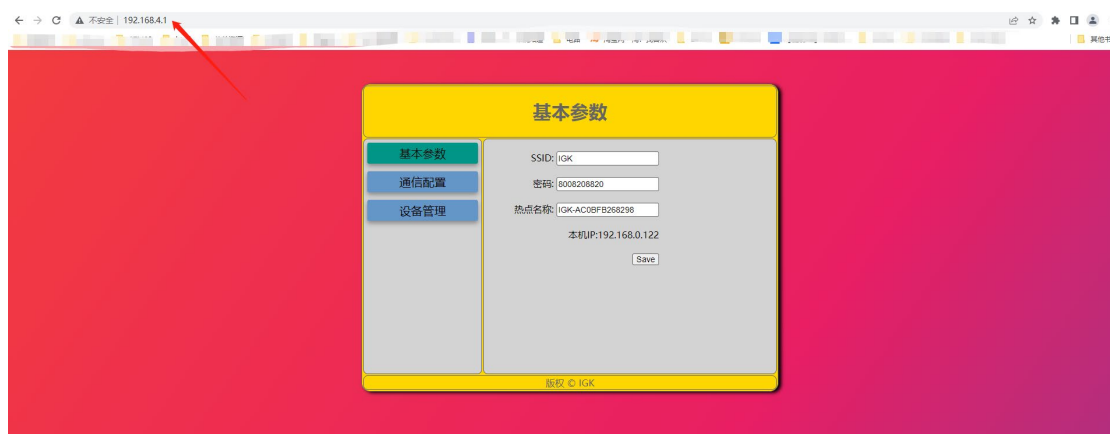 不安全 | 192.168.4.1
基本参数
基本参数
通信配置
设备管理
SSID: IGK
密码: 8008208820
热点名称: IGK-AC0BFB268298
本机IP:192.168.0.122
Save
版权 © IGK